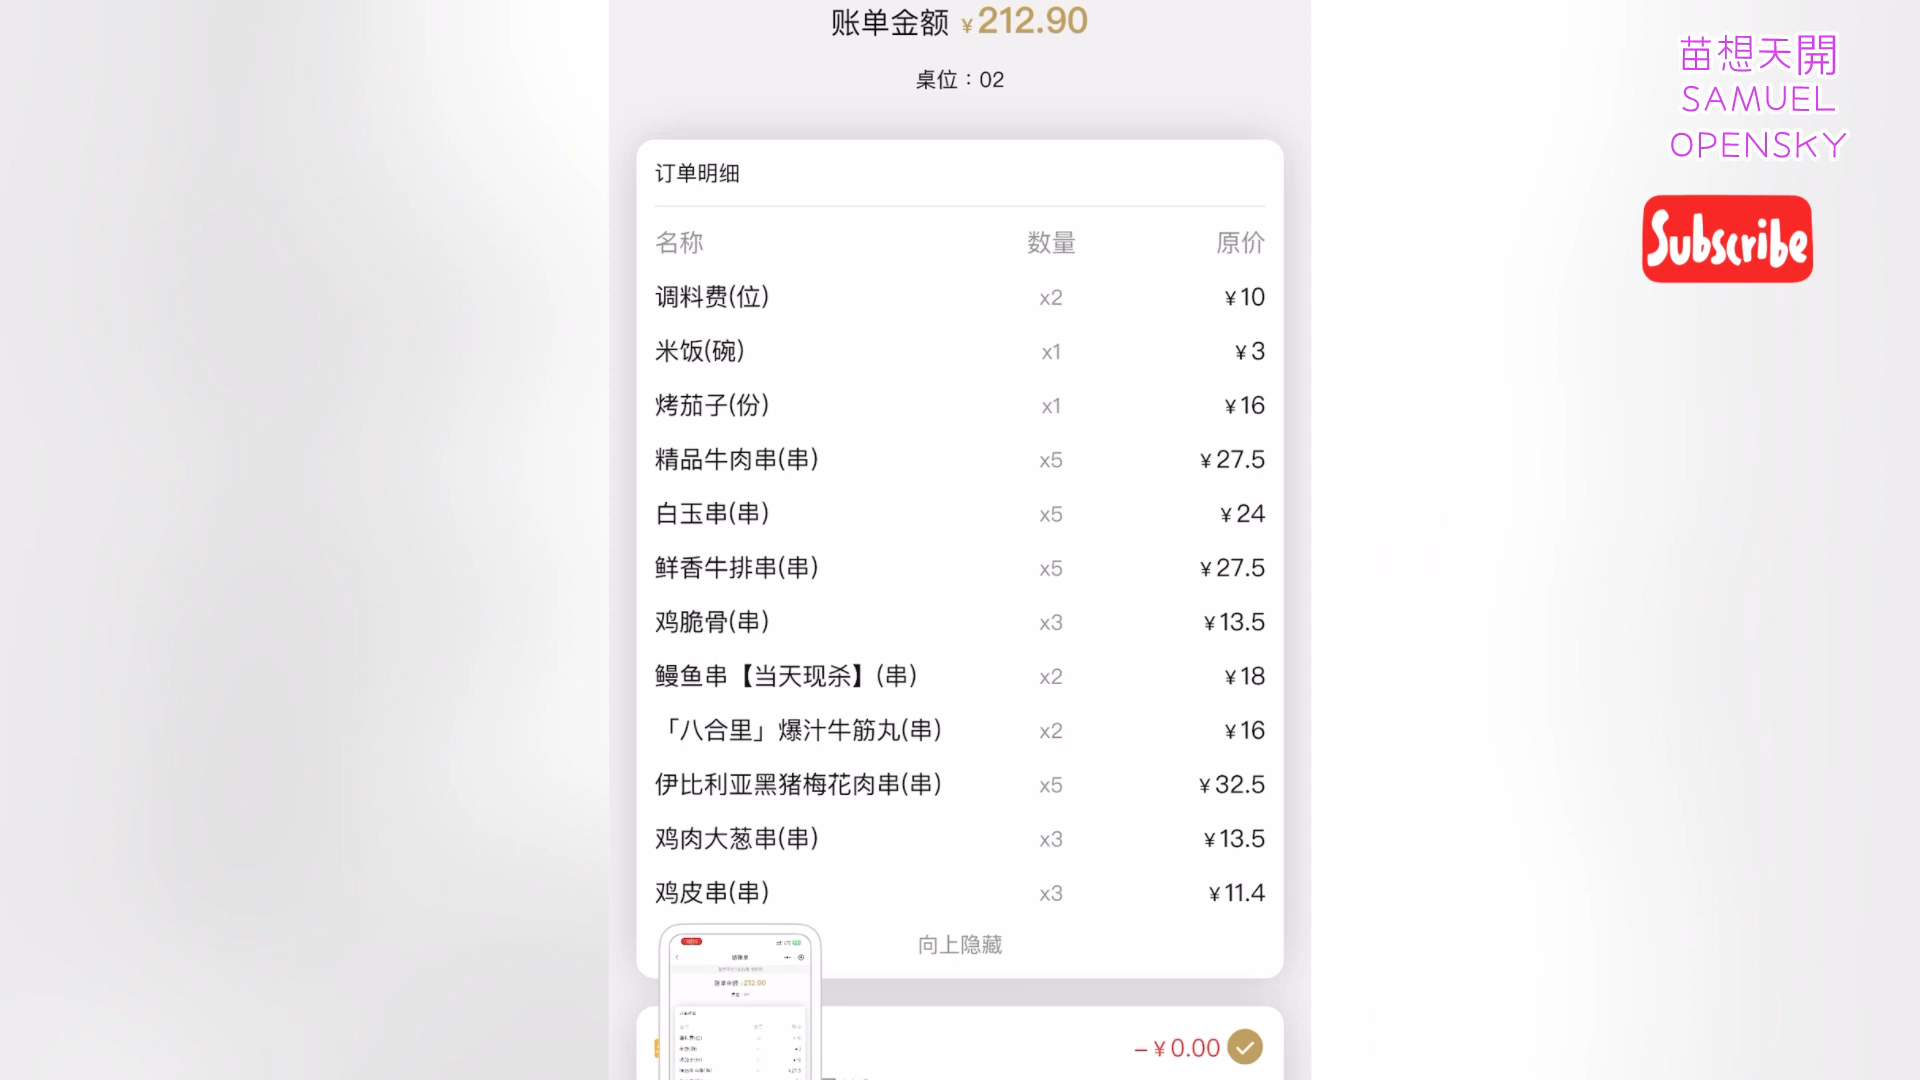 账单金额 ¥212.90
桌位：02
订单明细
名称 数量 原价
调料费(位) x2 ¥10
米饭(碗) x1 ¥3
烤茄子(份) x1 ¥16
精品牛肉串(串) x5 ¥27.5
白玉串(串) x5 ¥24
鲜香牛排串(串) x5 ¥27.5
鸡脆骨(串) x3 ¥13.5
鳗鱼串【当天现杀】(串) x2 ¥18
「八合里」爆汁牛筋丸(串) x2 ¥16
伊比利亚黑猪梅花肉串(串) x5 ¥32.5
鸡肉大葱串(串) x3 ¥13.5
鸡皮串(串) x3 ¥11.4
向上隐藏
–¥0.00
账单金额 ¥212.90
苗想天開
SAMUEL
OPENSKY
Subscribe